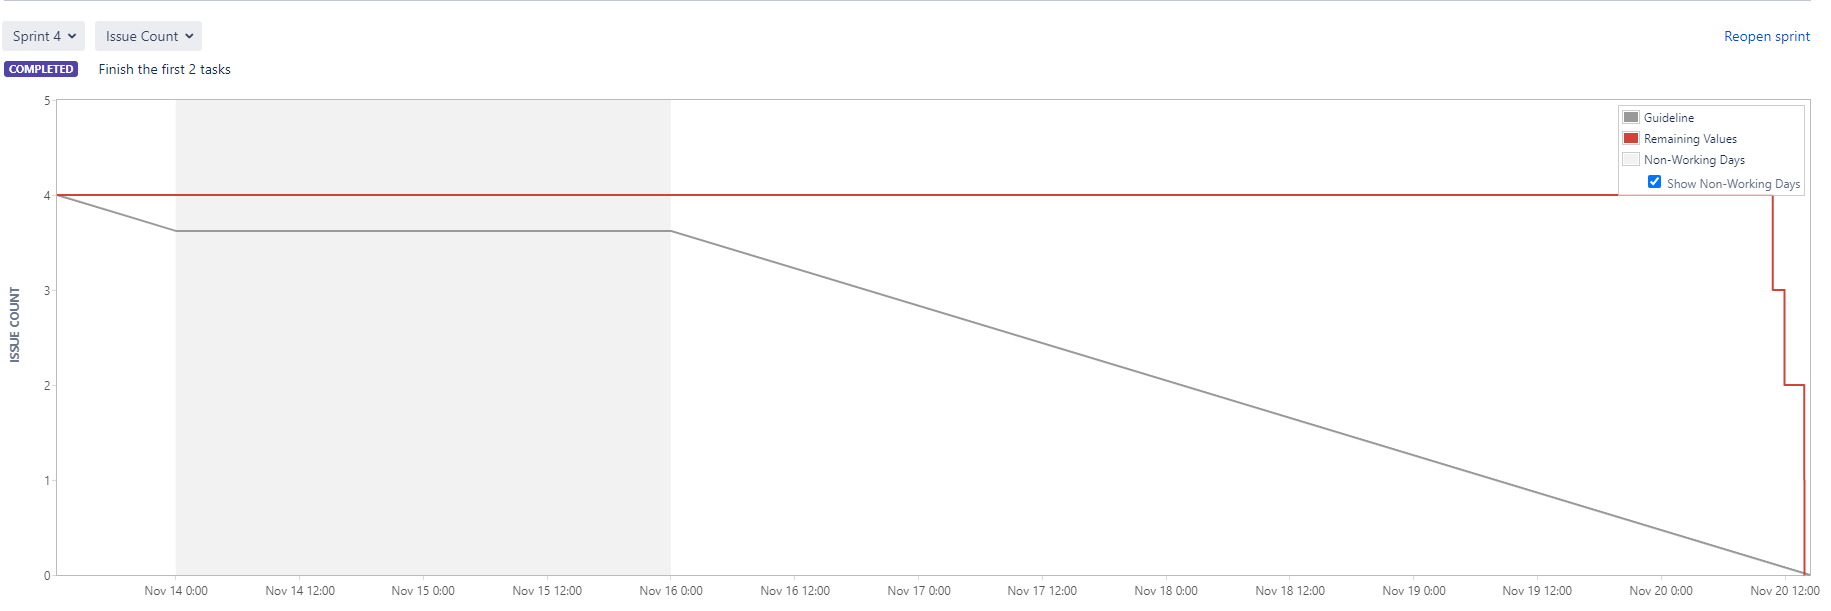 Sprint 4 Issue Count Reopen sprint
COMPLETED Finish the first 2 tasks
5
Guideline
Remaining Values
Non-Working Days
Show Non-Working Days
4
3
ISSUE COUNT
2
1
0
Nov 14 0:00 Nov 14 12:00 Nov 15 0:00 Nov 15 12:00 Nov 16 0:00 Nov 16 12:00 Nov 17 0:00 Nov 17 12:00 Nov 18 0:00 Nov 18 12:00 Nov 19 0:00 Nov 19 12:00 Nov 20 0:00 Nov 20 12:00